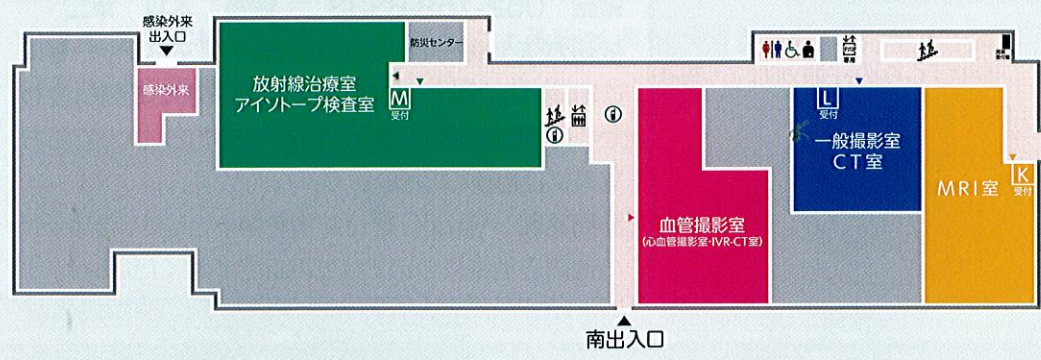 感染外来
出入口
感染外来
放射線治療室
アイソトープ検査室
防災センター
M
受付
L
受付
一般撮影室
CT室
MRI室
K
受付
血管撮影室
(心血管撮影室・IVR-CT室)
南出入口